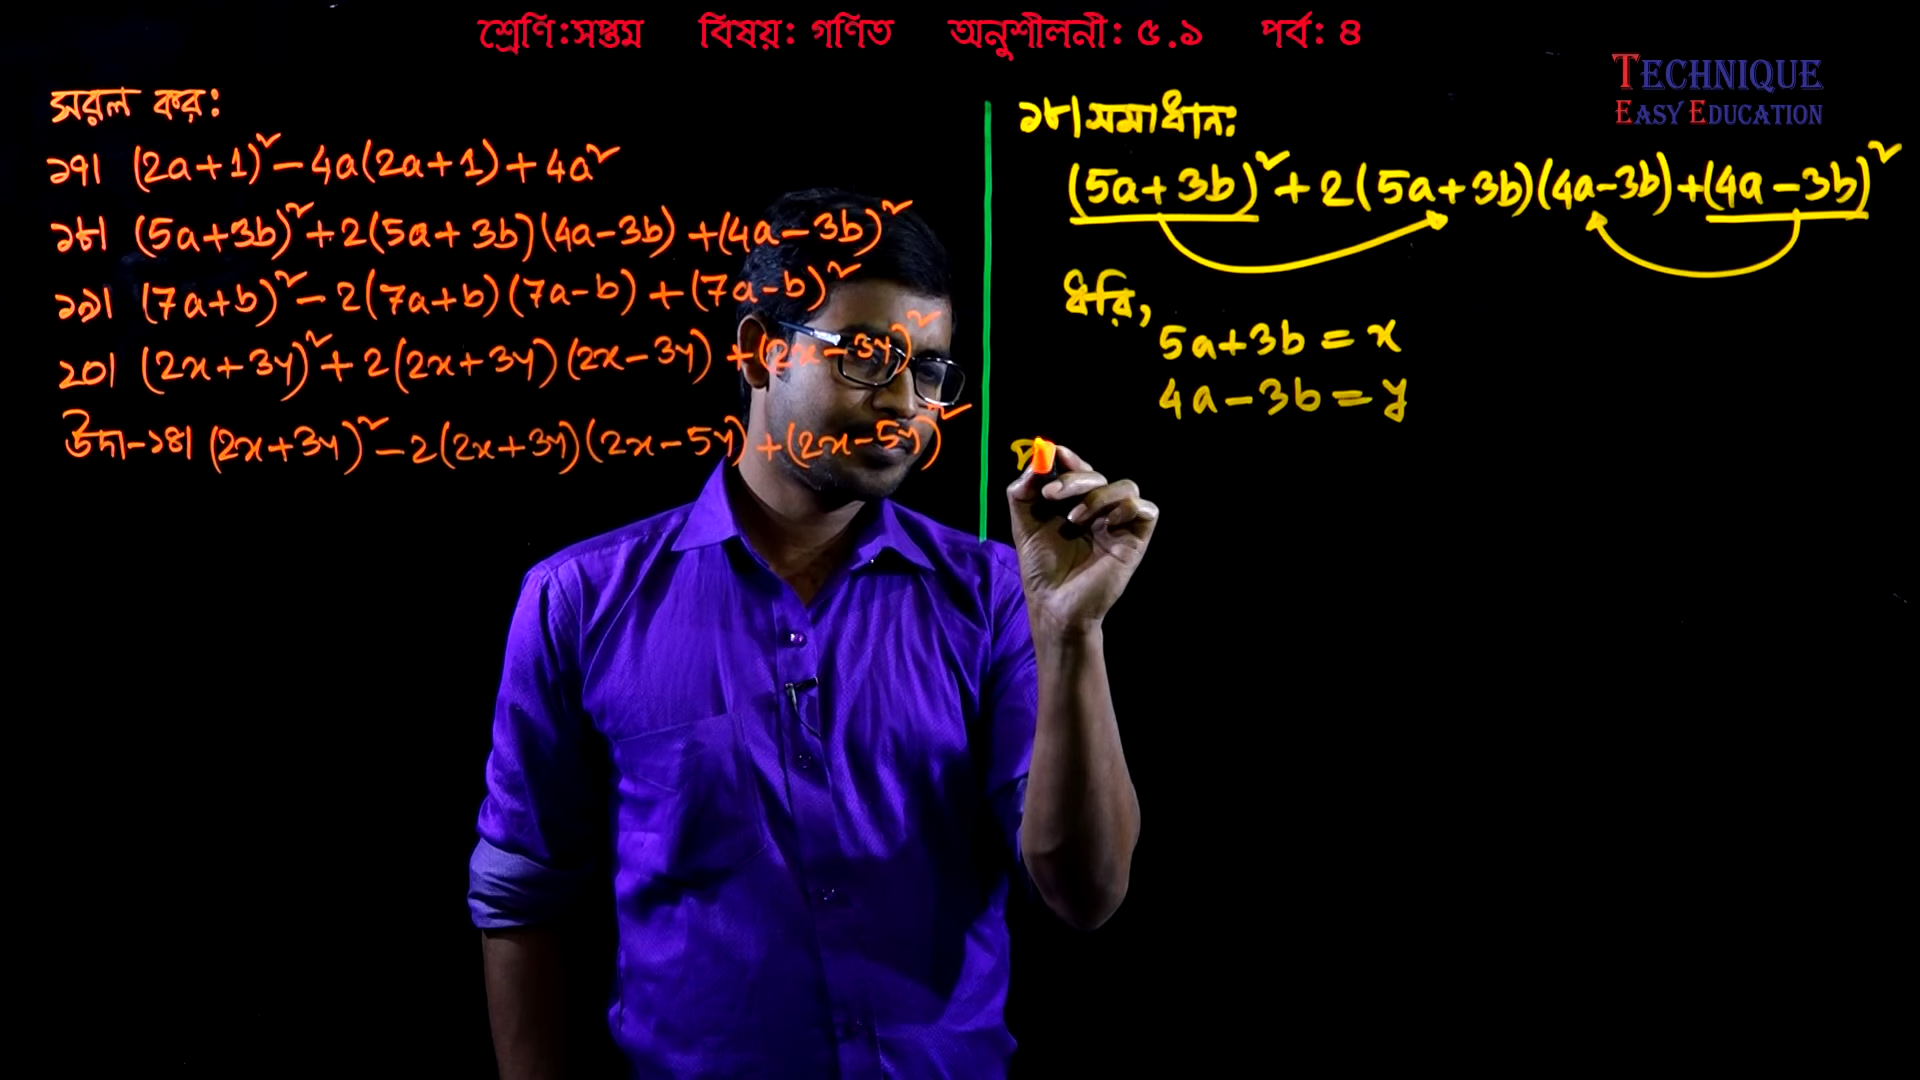 শ্রেণি:সপ্তম বিষয়: গণিত অনুশীলনী: ৫.১ পর্ব: ৪
TECHNIQUE
EASY EDUCATION
সরল কর:
১৭। (2a+1)² − 4a(2a+1) + 4a²
১৮। (5a+3b)² + 2(5a+3b)(4a−3b) + (4a−3b)²
১৯। (7a+b)² − 2(7a+b)(7a−b) + (7a−b)²
২০। (2x+3y)² + 2(2x+3y)(2x−3y) + (2x−3y)²
উদা-১৪। (2x+3y)² − 2(2x+3y)(2x−5y) + (2x−5y)²
১৮। সমাধান:
(5a+3b)² + 2(5a+3b)(4a−3b) + (4a−3b)²
ধরি,
5a+3b = x
4a−3b = y